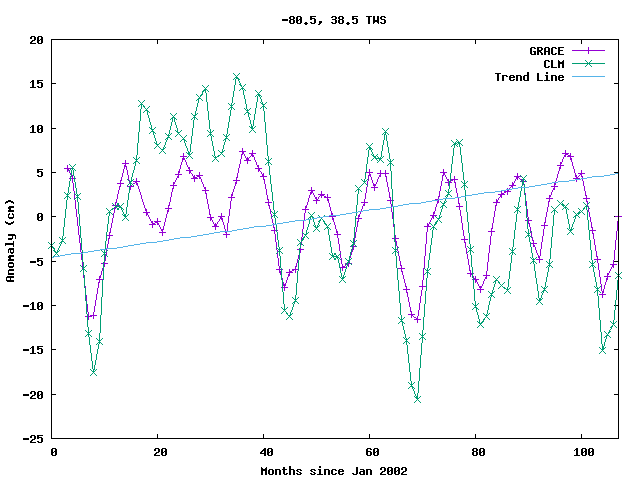 -80.5, 38.5 TWS
GRACE
CLM
Trend Line
20
15
10
5
0
-5
-10
-15
-20
-25
Anomaly (cm)
0 20 40 60 80 100
Months since Jan 2002